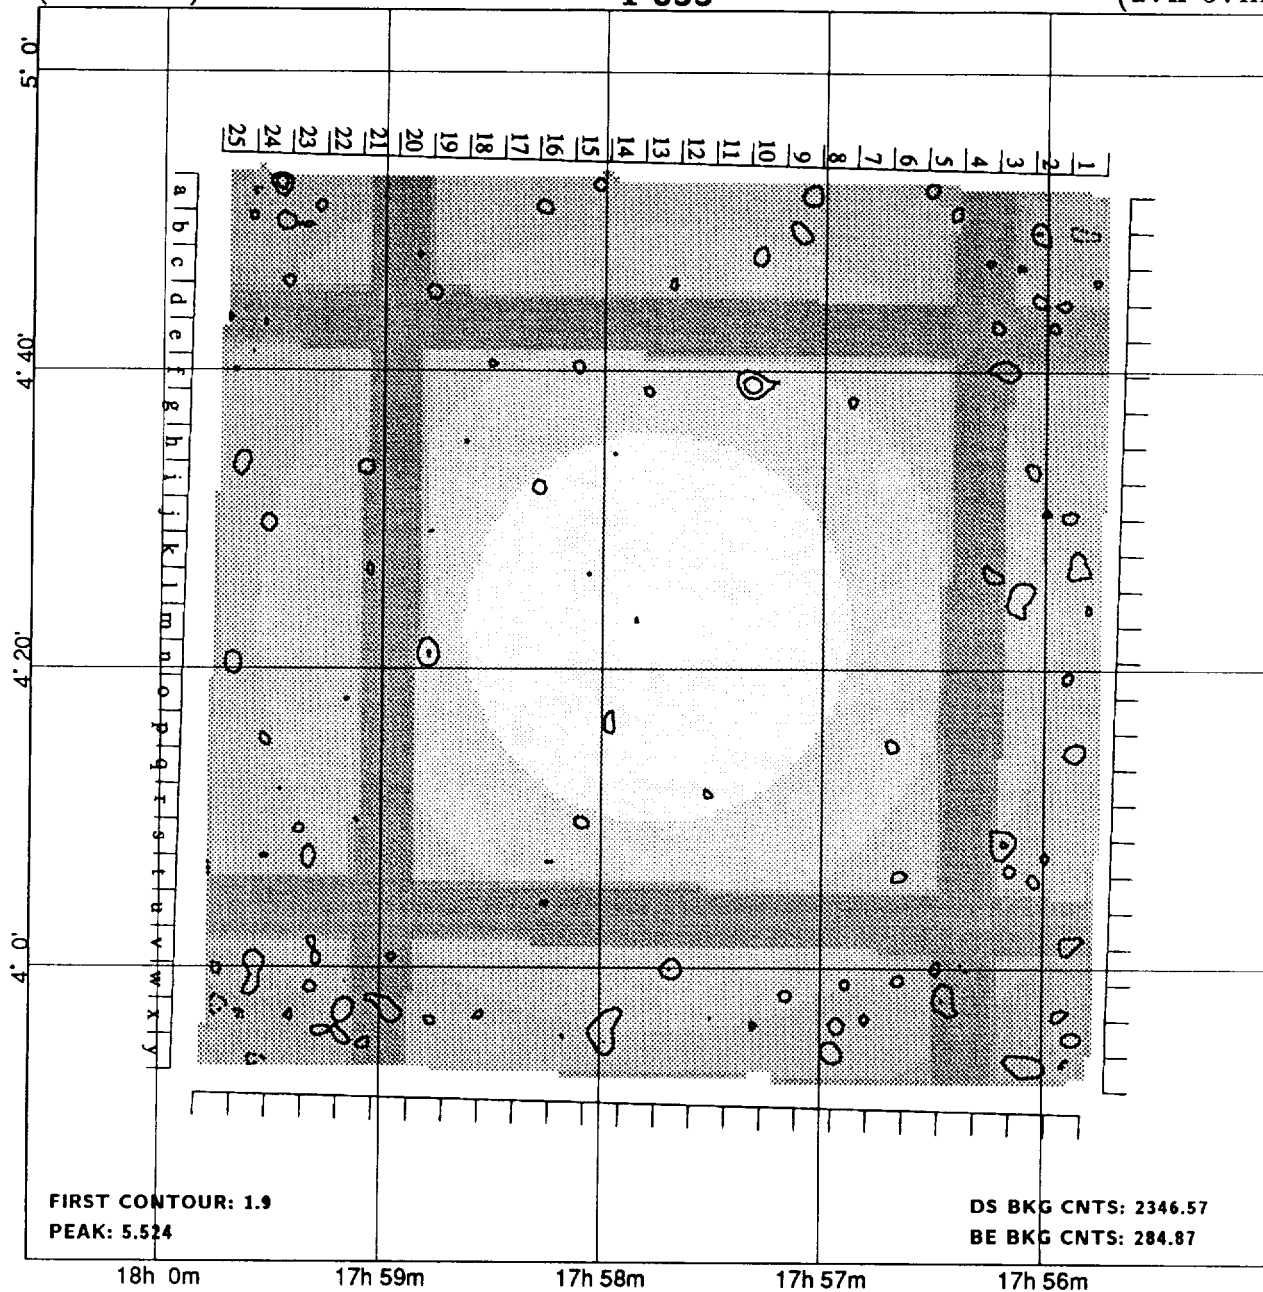 5° 0'
25 24 23 22 21 20 19 18 17 16 15 14 13 12 11 10 9 8 7 6 5 4 3 2 1
a b c d e f g h i j k l m n o p q r s t u v w x y
4° 40'
4° 20'
4° 0'
FIRST CONTOUR: 1.9
PEAK: 5.524
DS BKG CNTS: 2346.57
BE BKG CNTS: 284.87
18h 0m 17h 59m 17h 58m 17h 57m 17h 56m